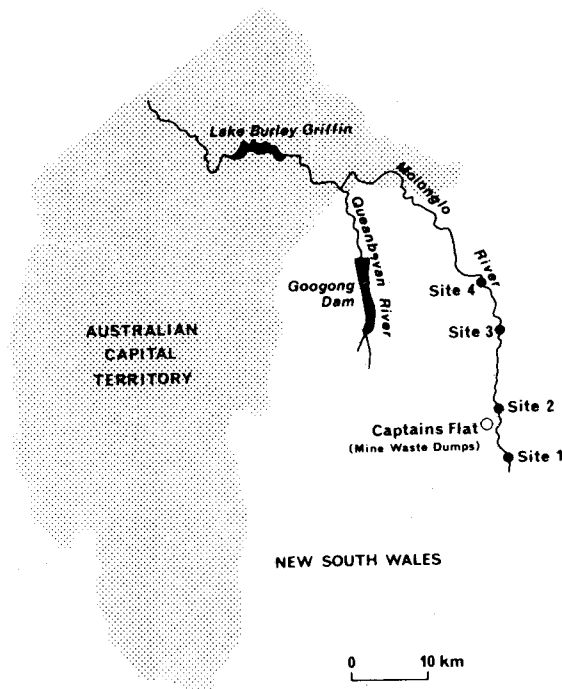 Lake Burley Griffin
Molonglo
River
Queanbeyan
River
Googong
Dam
Site 4
Site 3
AUSTRALIAN
CAPITAL
TERRITORY
Site 2
Captains Flat
(Mine Waste Dumps)
Site 1
NEW SOUTH WALES
0 10 km